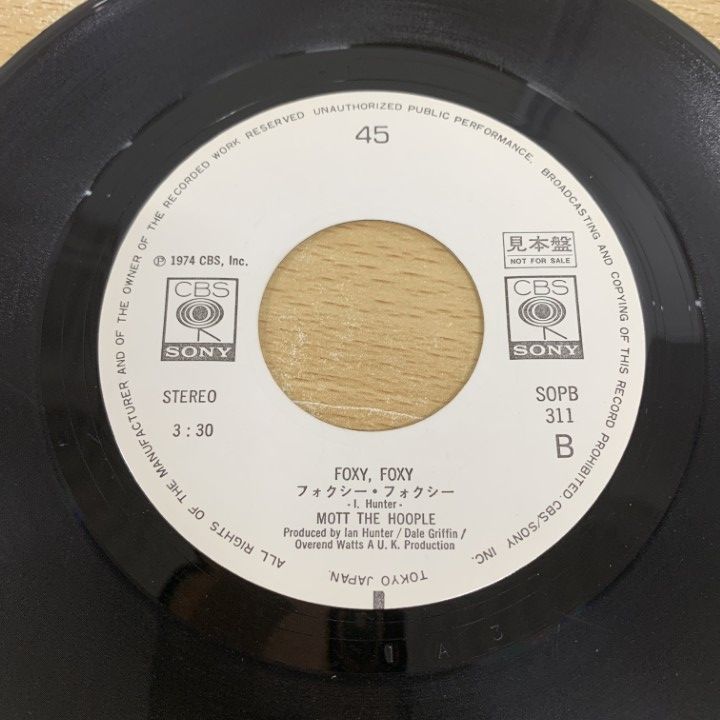 ALL RIGHTS OF THE MANUFACTURER AND OF THE OWNER OF THE RECORDED WORK RESERVED UNAUTHORIZED PUBLIC PERFORMANCE, BROADCASTING AND COPYING OF THIS RECORD PROHIBITED.CBS/SONY INC.
TOKYO JAPAN.
45
℗ 1974 CBS, Inc.
見本盤
NOT FOR SALE
CBS
SONY
CBS
SONY
STEREO
3:30
SOPB
311
B
FOXY, FOXY
フォクシー・フォクシー
- I. Hunter -
MOTT THE HOOPLE
Produced by Ian Hunter / Dale Griffin /
Overend Watts A U. K. Production
1 A 3